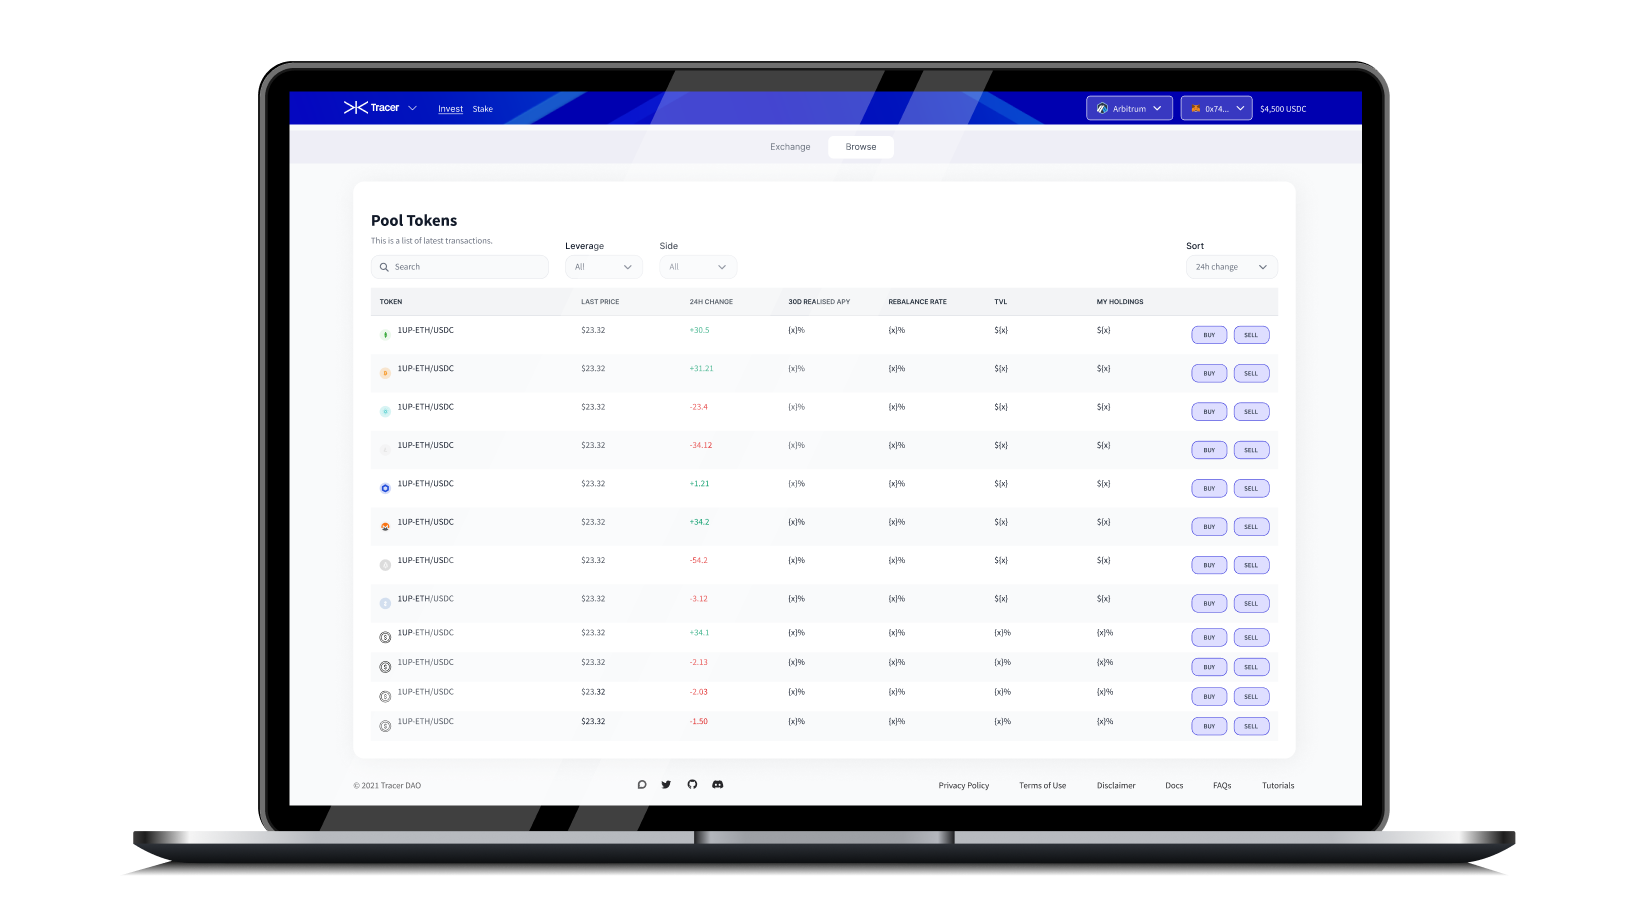 Tracer Invest Stake Arbitrum 0x74... $4,500 USDC
Exchange Browse
Pool Tokens
This is a list of latest transactions.
Leverage Side Sort
Search All All 24h change
TOKEN LAST PRICE 24H CHANGE 30D REALISED APY REBALANCE RATE TVL MY HOLDINGS
1UP-ETH/USDC $23.32 +30.5 {x}% {x}% ${x} ${x} BUY SELL
1UP-ETH/USDC $23.32 +31.21 {x}% {x}% ${x} ${x} BUY SELL
1UP-ETH/USDC $23.32 -23.4 {x}% {x}% ${x} ${x} BUY SELL
1UP-ETH/USDC $23.32 -34.12 {x}% {x}% ${x} ${x} BUY SELL
1UP-ETH/USDC $23.32 +1.21 {x}% {x}% ${x} ${x} BUY SELL
1UP-ETH/USDC $23.32 +34.2 {x}% {x}% ${x} ${x} BUY SELL
1UP-ETH/USDC $23.32 -54.2 {x}% {x}% ${x} ${x} BUY SELL
1UP-ETH/USDC $23.32 -3.12 {x}% {x}% ${x} ${x} BUY SELL
1UP-ETH/USDC $23.32 +34.1 {x}% {x}% {x}% {x}% BUY SELL
1UP-ETH/USDC $23.32 -2.13 {x}% {x}% {x}% {x}% BUY SELL
1UP-ETH/USDC $23.32 -2.03 {x}% {x}% {x}% {x}% BUY SELL
1UP-ETH/USDC $23.32 -1.50 {x}% {x}% {x}% {x}% BUY SELL
© 2021 Tracer DAO Privacy Policy Terms of Use Disclaimer Docs FAQs Tutorials